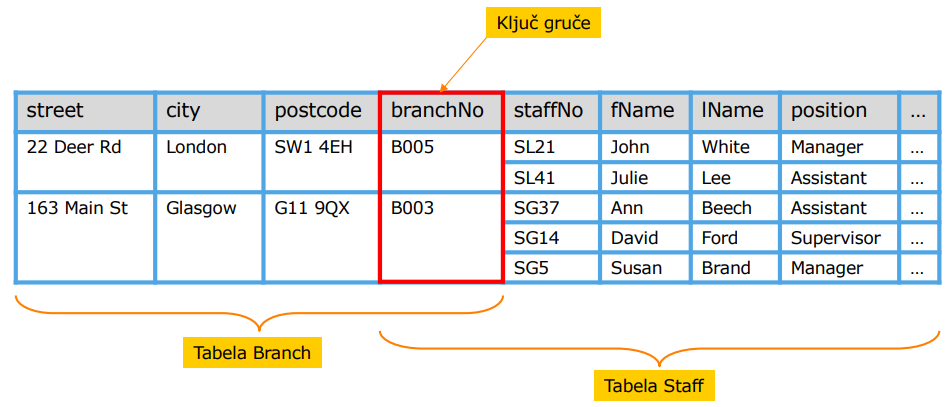 Ključ gruče
street city postcode branchNo staffNo fName lName position ...
22 Deer Rd London SW1 4EH B005 SL21 John White Manager ...
SL41 Julie Lee Assistant ...
163 Main St Glasgow G11 9QX B003 SG37 Ann Beech Assistant ...
SG14 David Ford Supervisor ...
SG5 Susan Brand Manager ...
Tabela Branch
Tabela Staff